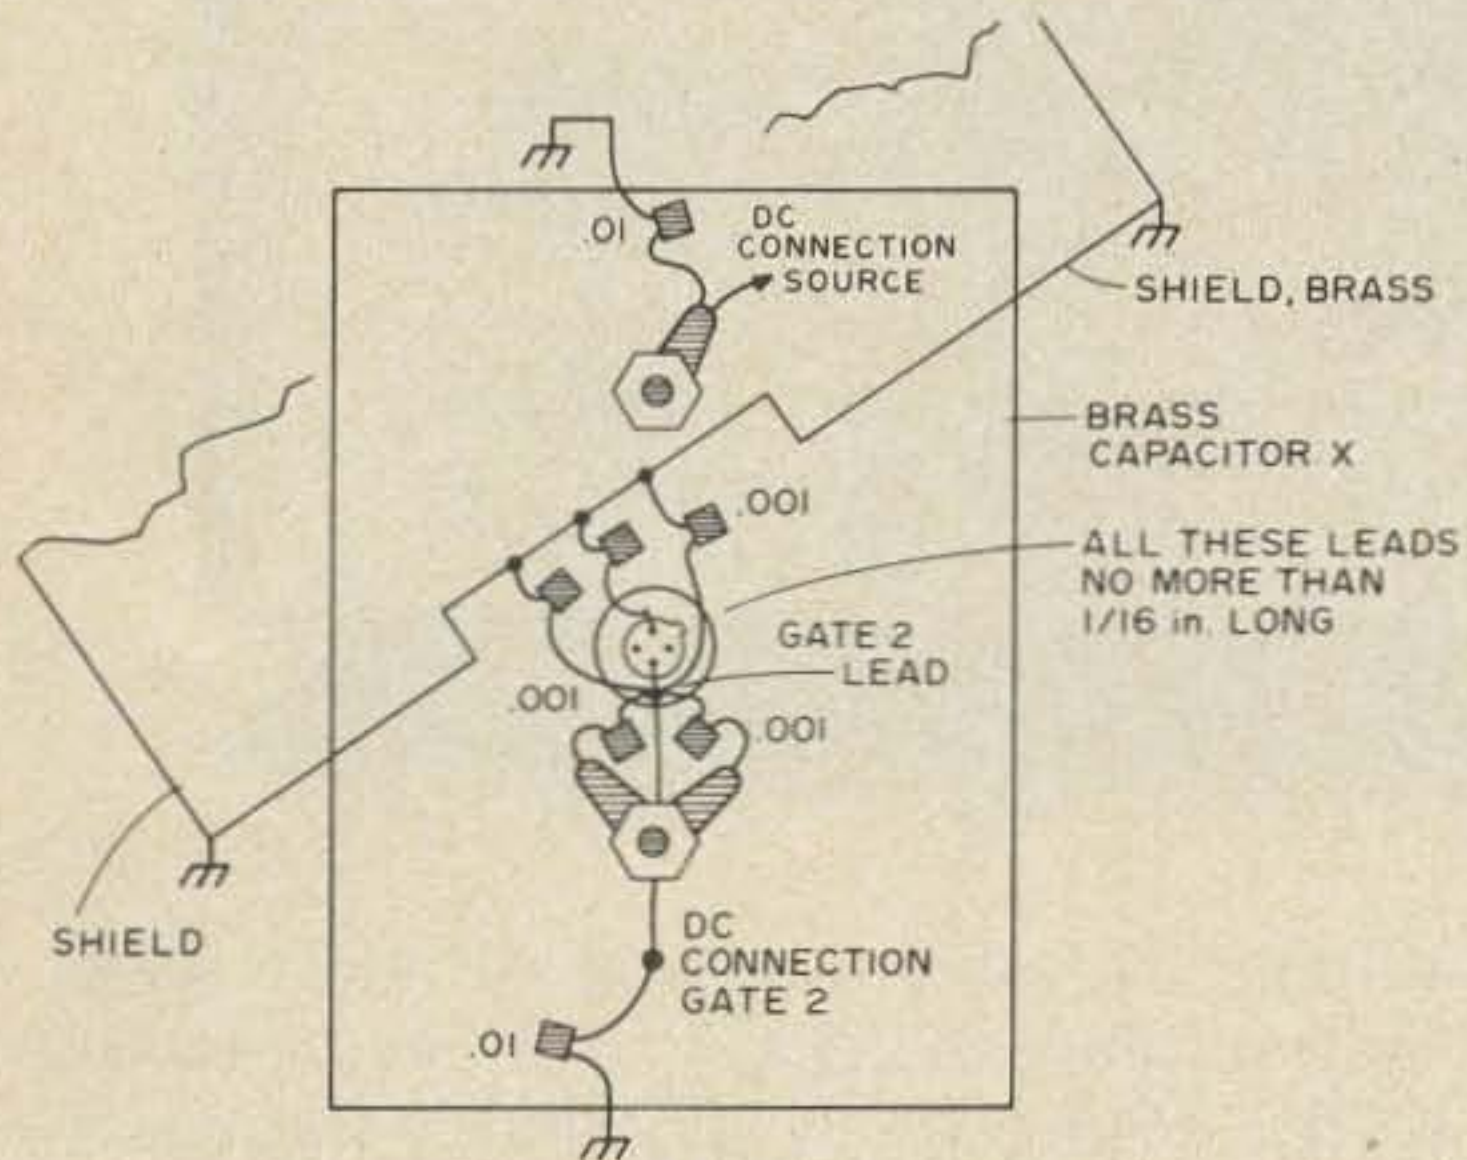 .01
DC
CONNECTION
SOURCE
SHIELD, BRASS
BRASS
CAPACITOR X
.001
ALL THESE LEADS
NO MORE THAN
1/16 in. LONG
GATE 2
LEAD
.001
.001
SHIELD
DC
CONNECTION
GATE 2
.01